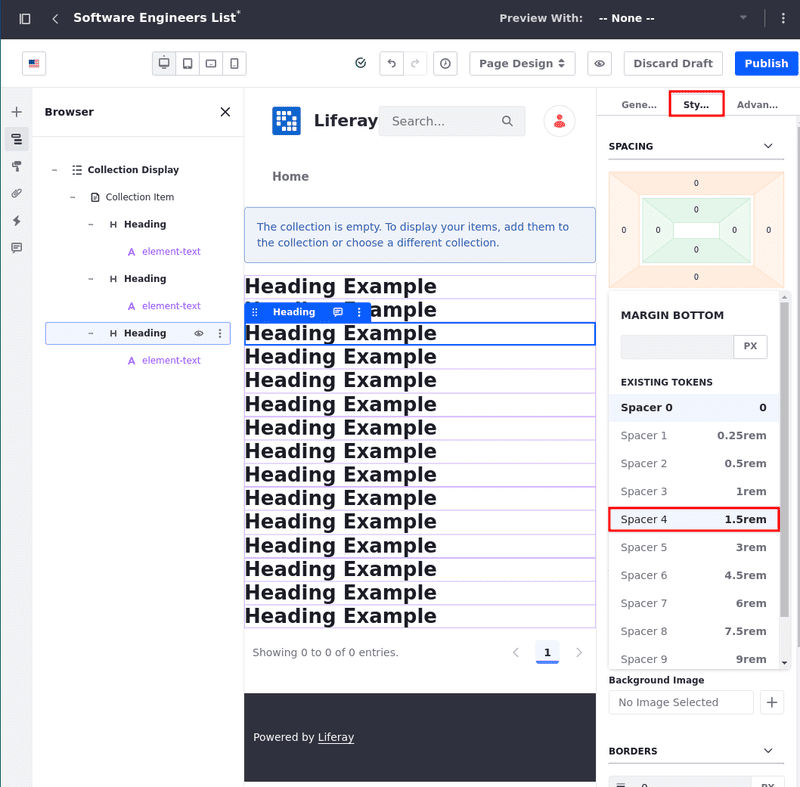 Software Engineers List*
Preview With: -- None --
Page Design
Discard Draft
Publish
Browser
Collection Display
Collection Item
H Heading
A element-text
H Heading
A element-text
H Heading
A element-text
Liferay
Search...
Home
The collection is empty. To display your items, add them to
the collection or choose a different collection.
Heading Example
Heading Example
Heading
Heading Example
Heading Example
Heading Example
Heading Example
Heading Example
Heading Example
Heading Example
Heading Example
Heading Example
Heading Example
Heading Example
Heading Example
Heading Example
Showing 0 to 0 of 0 entries.
1
Powered by Liferay
Gene... Sty... Advan...
SPACING
0
0
0 0 0 0
0
0
MARGIN BOTTOM
PX
EXISTING TOKENS
Spacer 0 0
Spacer 1 0.25rem
Spacer 2 0.5rem
Spacer 3 1rem
Spacer 4 1.5rem
Spacer 5 3rem
Spacer 6 4.5rem
Spacer 7 6rem
Spacer 8 7.5rem
Spacer 9 9rem
Background Image
No Image Selected
BORDERS
0 PX